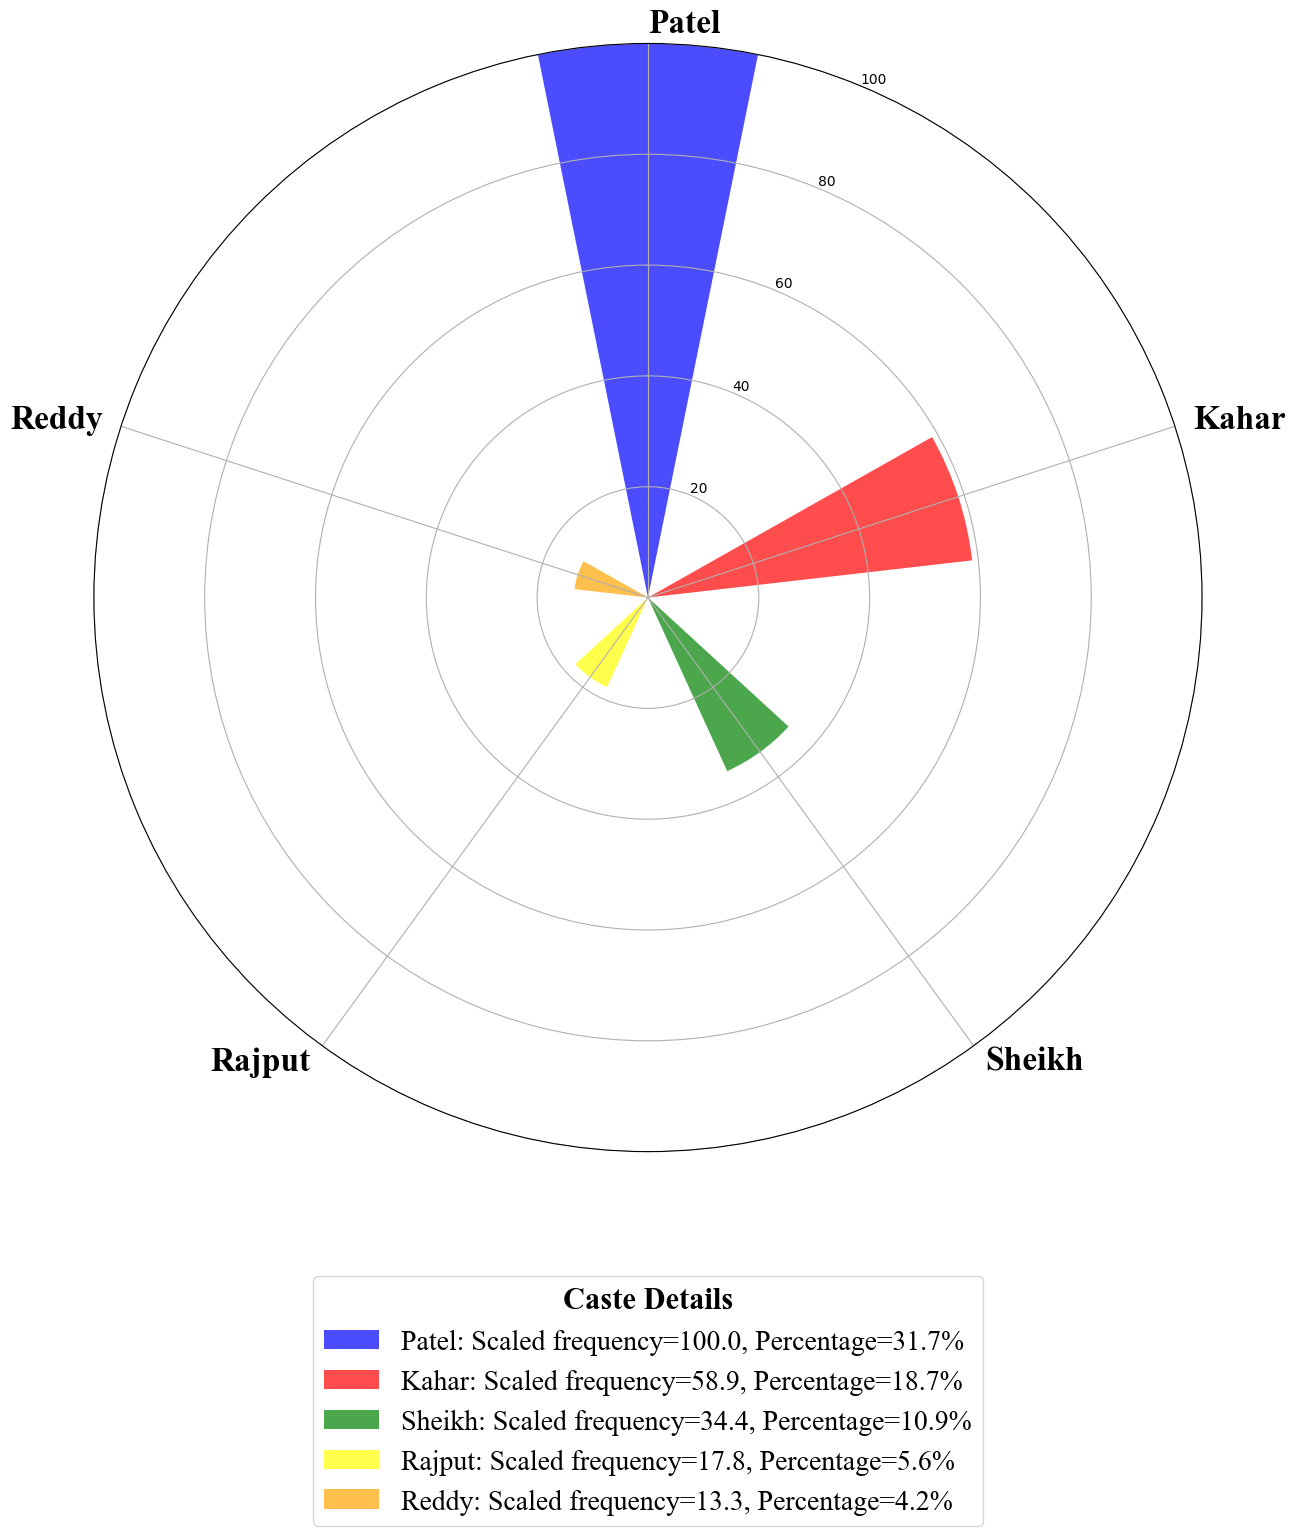 Patel
100
80
60
40
20
Reddy
Kahar
Rajput
Sheikh
Caste Details
Patel: Scaled frequency=100.0, Percentage=31.7%
Kahar: Scaled frequency=58.9, Percentage=18.7%
Sheikh: Scaled frequency=34.4, Percentage=10.9%
Rajput: Scaled frequency=17.8, Percentage=5.6%
Reddy: Scaled frequency=13.3, Percentage=4.2%